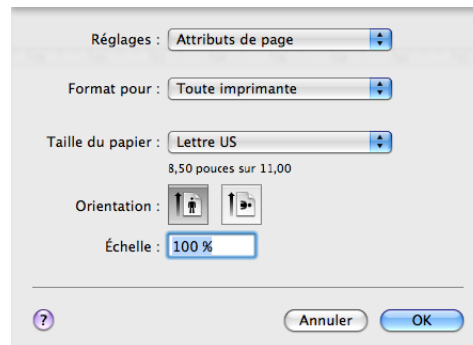 Réglages : Attributs de page
Format pour : Toute imprimante
Taille du papier : Lettre US
8,50 pouces sur 11,00
Orientation :
Échelle : 100 %
? Annuler OK